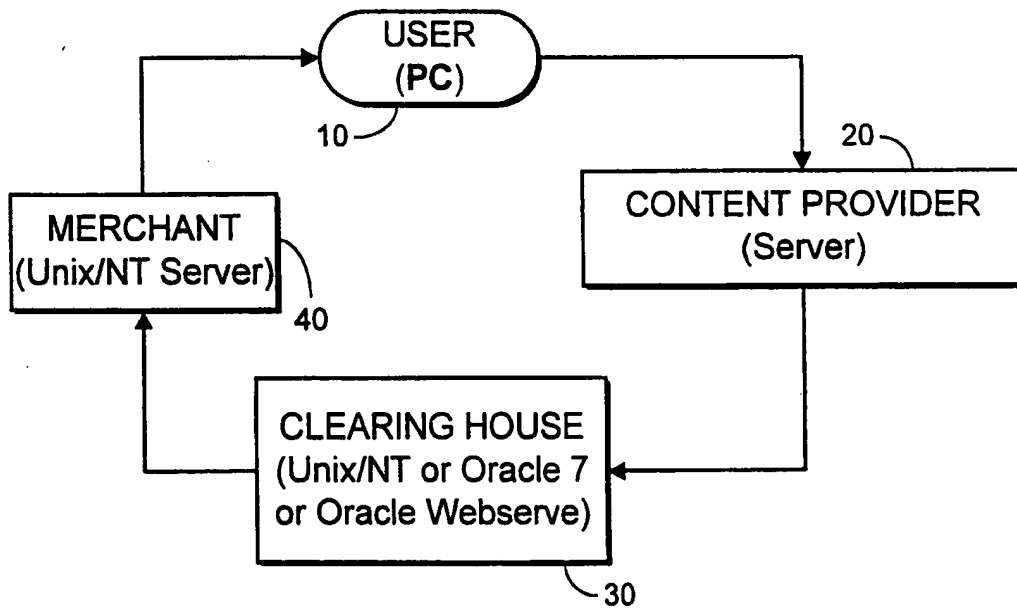 USER
(PC)
10
20
CONTENT PROVIDER
(Server)
MERCHANT
(Unix/NT Server)
40
CLEARING HOUSE
(Unix/NT or Oracle 7
or Oracle Webserve)
30